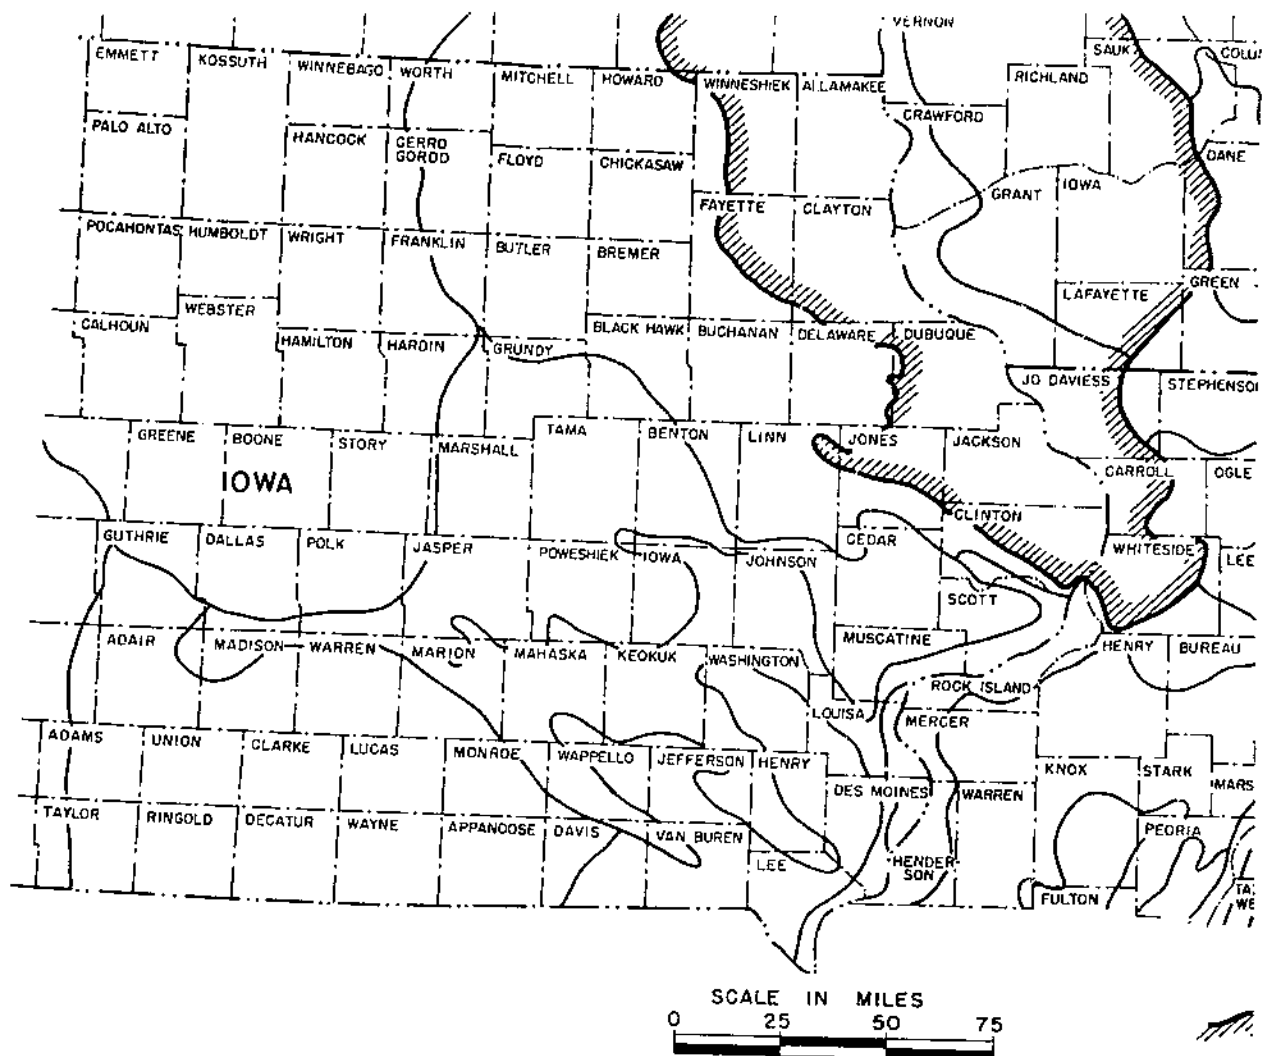 VERNON
SAUK
EMMETT
KOSSUTH
WINNEBAGO
WORTH
MITCHELL
HOWARD
WINNESHIEK
ALLAMAKEE
RICHLAND
CRAWFORD
PALO ALTO
HANCOCK
CERRO
GORDO
FLOYD
CHICKASAW
DANE
GRANT
IOWA
FAYETTE
CLAYTON
POCAHONTAS
HUMBOLDT
WRIGHT
FRANKLIN
BUTLER
BREMER
GREEN
LAFAYETTE
WEBSTER
CALHOUN
HAMILTON
HARDIN
GRUNDY
BLACK HAWK
BUCHANAN
DELAWARE
DUBUQUE
JO DAVIESS
STEPHENSO
GREENE
BOONE
STORY
MARSHALL
TAMA
BENTON
LINN
JONES
JACKSON
CARROLL
OGLE
IOWA
CLINTON
GUTHRIE
DALLAS
POLK
JASPER
POWESHIEK
IOWA
JOHNSON
CEDAR
WHITESIDE
LEE
SCOTT
ADAIR
MADISON
WARREN
MARION
MAHASKA
KEOKUK
WASHINGTON
MUSCATINE
HENRY
BUREAU
ROCK ISLAND
LOUISA
MERCER
ADAMS
UNION
CLARKE
LUCAS
MONROE
WAPPELLO
JEFFERSON
HENRY
KNOX
STARK
MARS
DES MOINES
WARREN
TAYLOR
RINGOLD
DECATUR
WAYNE
APPANOOSE
DAVIS
VAN BUREN
LEE
HENDER-
SON
PEORIA
FULTON
TA
WE
SCALE IN MILES
0 25 50 75